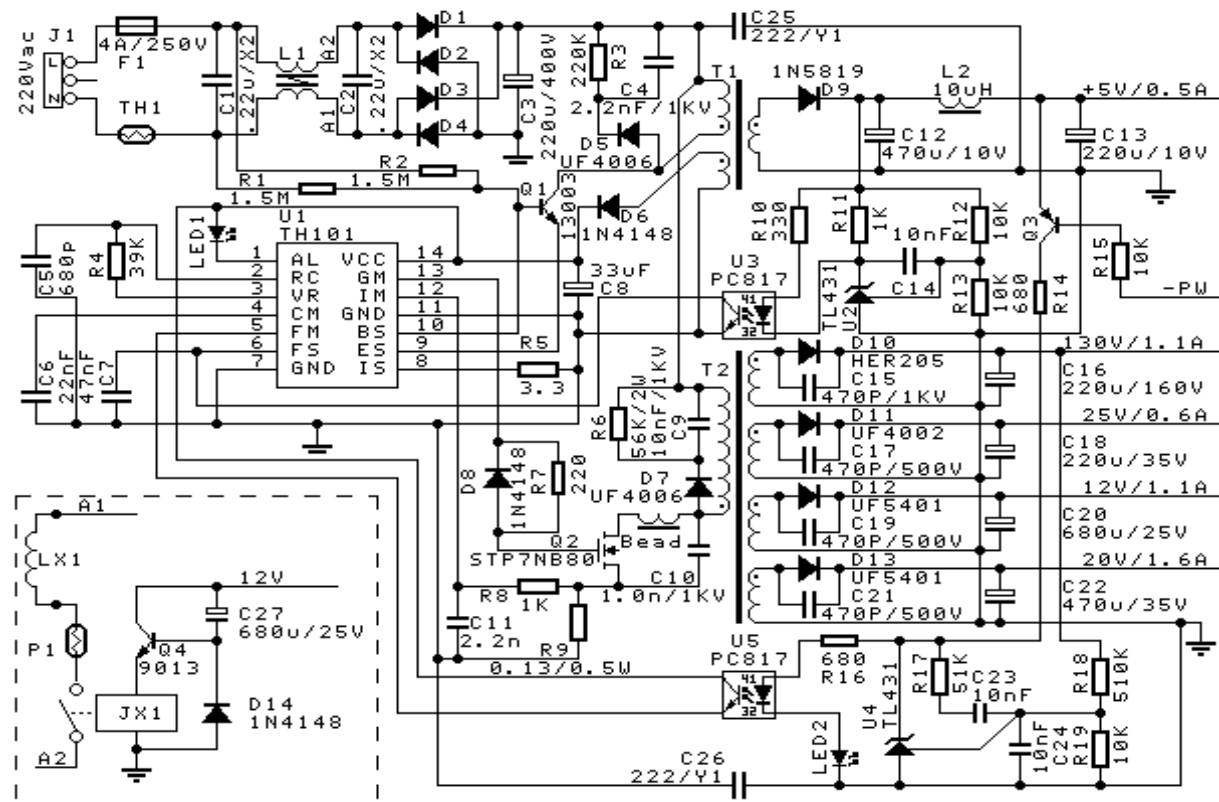 J1
220Vac
L
N
4A/250V
F1
TH1
C1
.22u/X2
L1
A2
A1
C2
.22u/X2
D1
D2
D3
D4
C3
220u/400V
R3
220K
C4
2.2nF/1KV
D5
UF4006
C25
222/Y1
T1
1N5819
D9
L2
10uH
+5V/0.5A
C12
470u/10V
C13
220u/10V
R2
1.5M
R1
1.5M
Q1
13003
D6
1N4148
R10
330
R11
1K
R12
10K
Q3
R15
10K
-PW
10nF
C14
R13
10K
680
R14
LED1
U1
TH101
1 AL VCC 14
2 RC GM 13
3 VR IM 12
4 CM GND 11
5 FM BS 10
6 FS ES 9
7 GND IS 8
C5
680p
R4
39K
33uF
C8
U3
PC817
41
32
TL431
U2
R5
3.3
C6
22nF
47nF
C7
T2
D10
HER205
C15
470P/1KV
130V/1.1A
C16
220u/160V
R6
56K/2W
10nF/1KV
C9
D11
UF4002
C17
470P/500V
25V/0.6A
C18
220u/35V
D8
1N4148
R7
220
D7
UF4006
Bead
D12
UF5401
C19
470P/500V
12V/1.1A
C20
680u/25V
Q2
STP7NB80
C10
1.0n/1KV
D13
UF5401
C21
470P/500V
20V/1.6A
C22
470u/35V
R8
1K
C11
2.2n
R9
0.13/0.5W
U5
PC817
41
32
680
R16
TL431
U4
R17
51K
C23
10nF
R18
510K
LED2
10nF
C24
R19
10K
C26
222/Y1
A1
LX1
12V
C27
680u/25V
P1
Q4
9013
JX1
D14
1N4148
A2